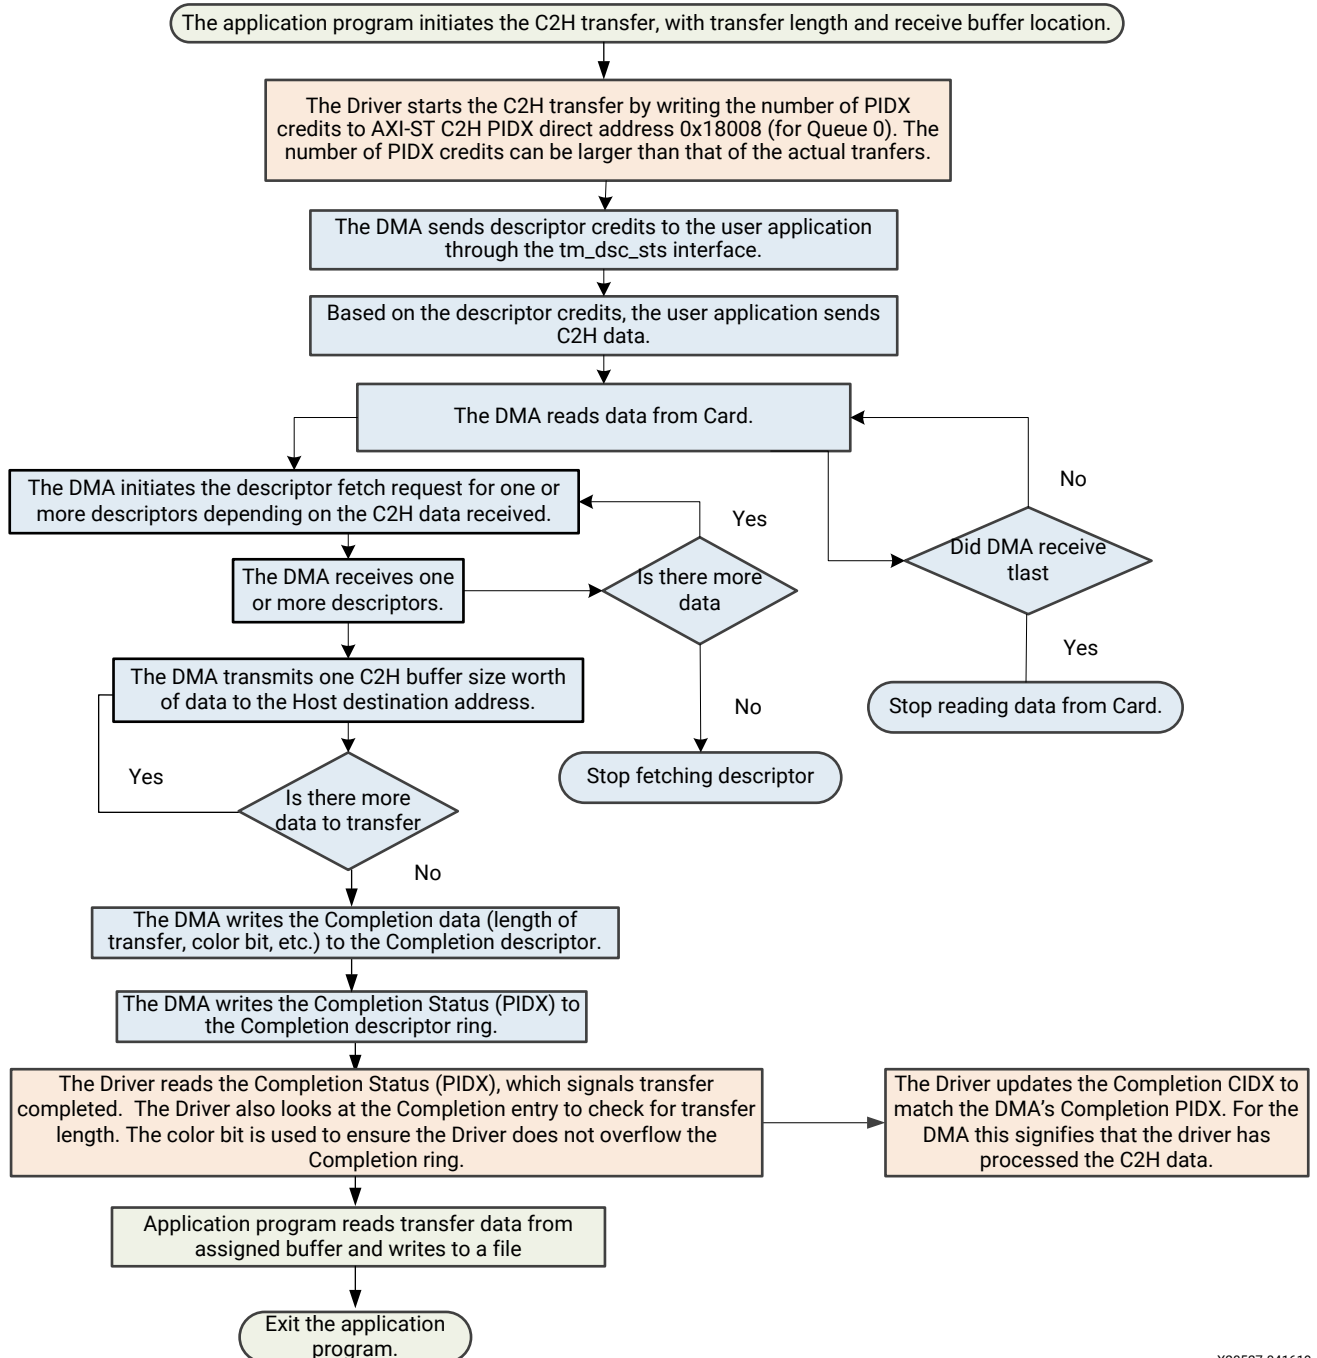 The application program initiates the C2H transfer, with transfer length and receive buffer location.
The Driver starts the C2H transfer by writing the number of PIDX
credits to AXI-ST C2H PIDX direct address 0x18008 (for Queue 0). The
number of PIDX credits can be larger than that of the actual tranfers.
The DMA sends descriptor credits to the user application
through the tm_dsc_sts interface.
Based on the descriptor credits, the user application sends
C2H data.
The DMA reads data from Card.
No
The DMA initiates the descriptor fetch request for one or
more descriptors depending on the C2H data received.
Yes
Did DMA receive
tlast
The DMA receives one
or more descriptors.
Is there more
data
Yes
The DMA transmits one C2H buffer size worth
of data to the Host destination address.
No
Stop reading data from Card.
Yes
Stop fetching descriptor
Is there more
data to transfer
No
The DMA writes the Completion data (length of
transfer, color bit, etc.) to the Completion descriptor.
The DMA writes the Completion Status (PIDX) to
the Completion descriptor ring.
The Driver reads the Completion Status (PIDX), which signals transfer
completed. The Driver also looks at the Completion entry to check for transfer
length. The color bit is used to ensure the Driver does not overflow the
Completion ring.
The Driver updates the Completion CIDX to
match the DMA's Completion PIDX. For the
DMA this signifies that the driver has
processed the C2H data.
Application program reads transfer data from
assigned buffer and writes to a file
Exit the application
program.